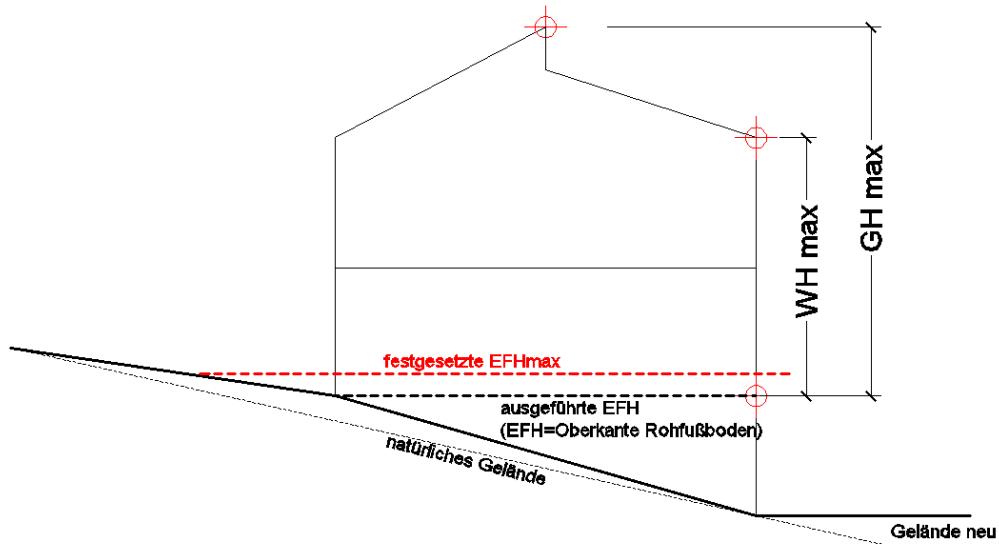 GH max
WH max
festgesetzte EFHmax
ausgeführte EFH
(EFH=Oberkante Rohfußboden)
natürliches Gelände
Gelände neu